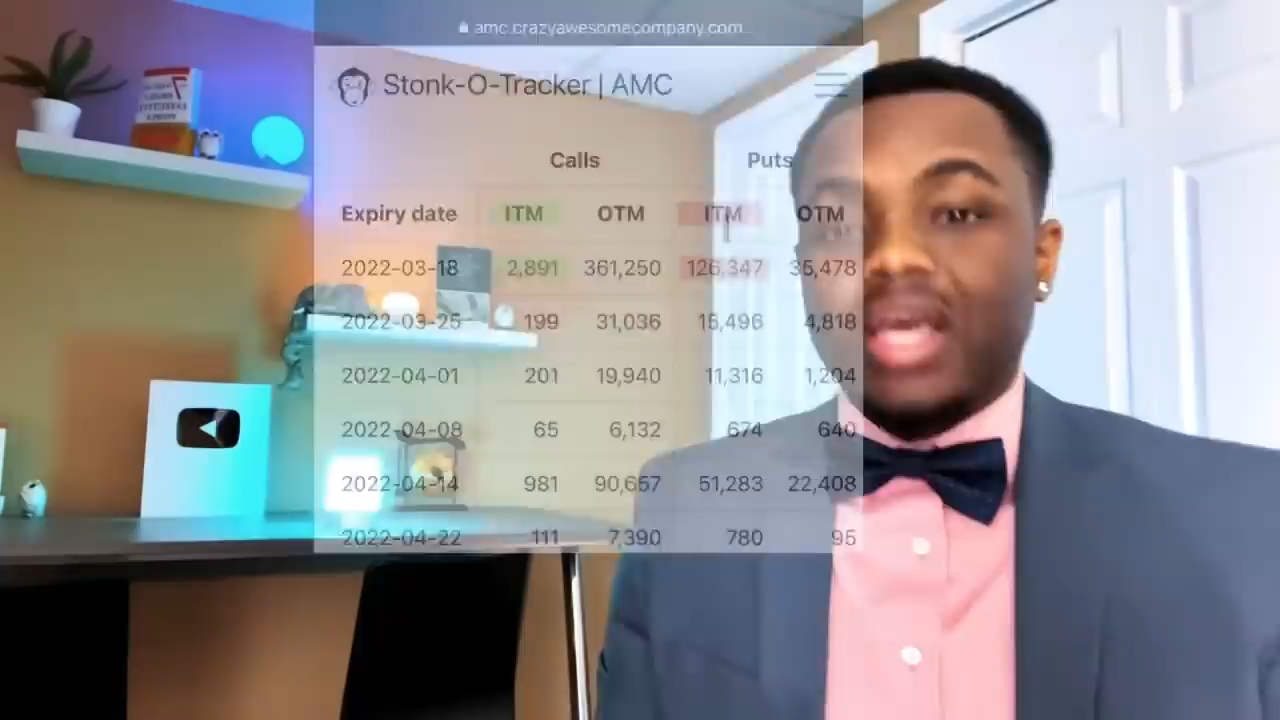 amc.crazyawesomecompany.com
Stonk-O-Tracker | AMC
Calls Puts
Expiry date ITM OTM ITM OTM
2022-03-18 2,891 361,250 126,347 35,478
2022-03-25 199 31,036 15,496 4,818
2022-04-01 201 19,940 11,316 1,204
2022-04-08 65 6,132 674 640
2022-04-14 981 90,667 51,283 22,408
2022-04-22 111 7,390 780 95